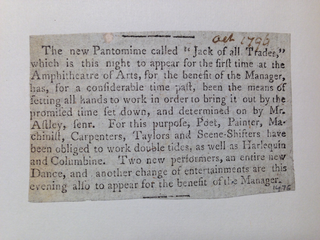 Oct 1795
The new Pantomime called "Jack of all Trades,"
which is this night to appear for the first time at the
Amphitheatre of Arts, for the benefit of the Manager,
has, for a considerable time past, been the means of
setting all hands to work in order to bring it out by the
promised time set down, and determined on by Mr.
Astley, senr. For this purpose, Poet, Painter, Ma-
chinist, Carpenters, Taylors and Scene-Shifters have
been obliged to work double tides, as well as Harlequin
and Columbine. Two new performers, an entire new
Dance, and another change of entertainments are this
evening also to appear for the benefit of the Manager.